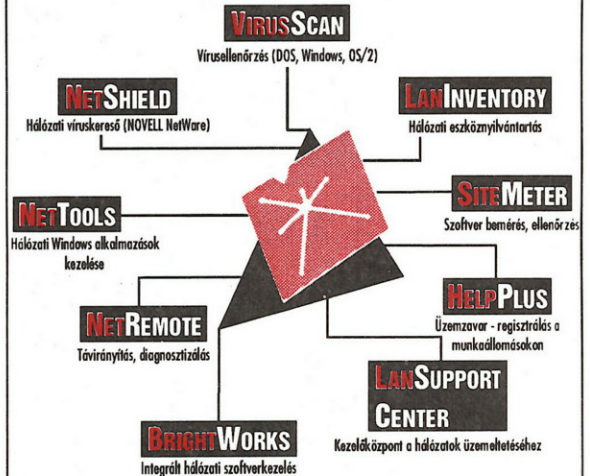 VIRUSSCAN
Vírusellenőrzés (DOS, Windows, OS/2)
NETSHIELD
Hálózati víruskereső (NOVELL NetWare)
LANINVENTORY
Hálózati eszköznyilvántartás
NETTOOLS
Hálózati Windows alkalmazások
kezelése
SITEMETER
Szoftver bemérés, ellenőrzés
NETREMOTE
Távirányítás, diagnosztizálás
HELPPLUS
Üzemzavar - regisztrálás a
munkaállomásokon
LANSUPPORT
CENTER
Kezelőközpont a hálózatok üzemeltetéséhez
BRIGHTWORKS
Integrált hálózati szoftverkezelés